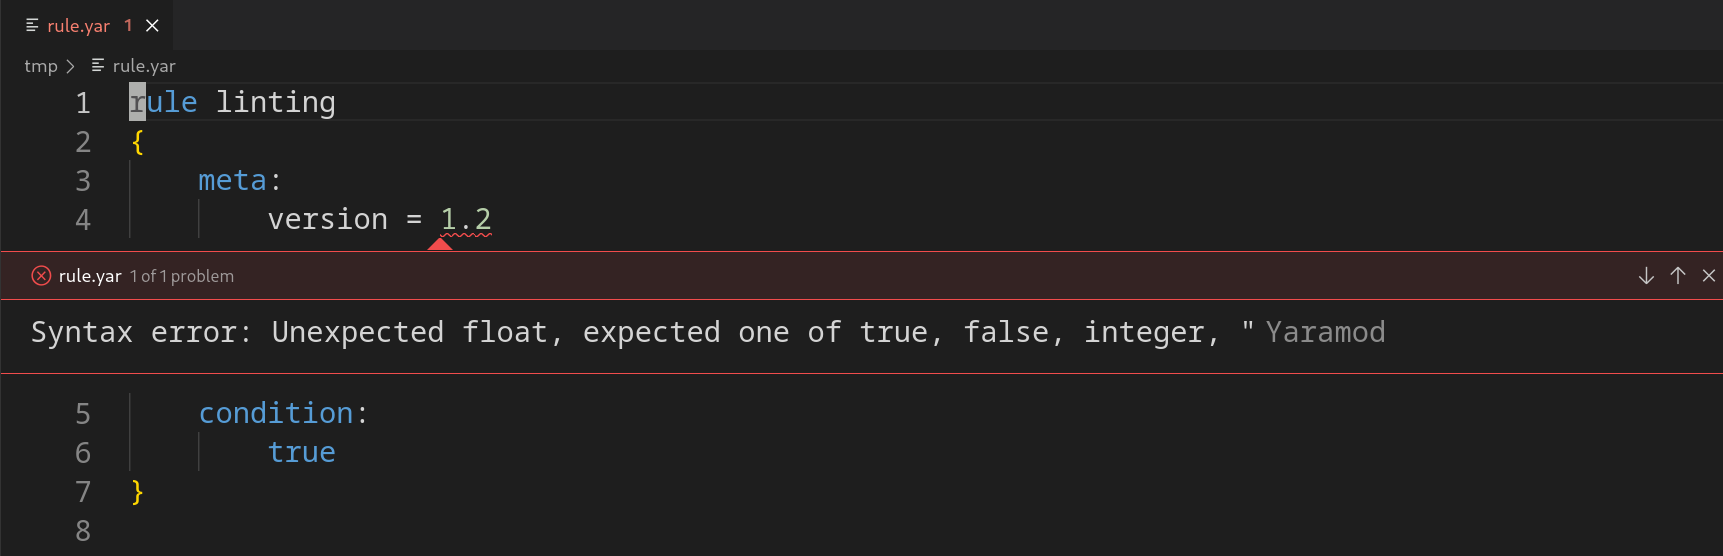 rule.yar 1
tmp > rule.yar
1 rule linting
2 {
3 meta:
4 version = 1.2
rule.yar 1 of 1 problem
Syntax error: Unexpected float, expected one of true, false, integer, " Yaramod
5 condition:
6 true
7 }
8